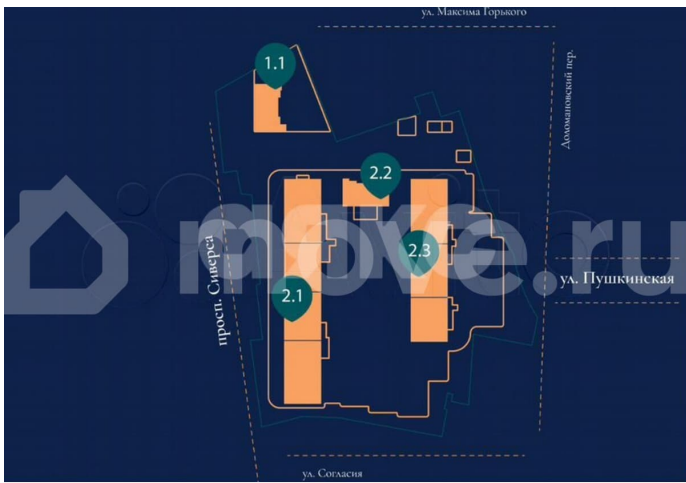 ул. Максима Горького
1.1
Доломановский пер.
2.2
просп. Сиверса
move.ru
2.3
ул. Пушкинская
2.1
ул. Согласия